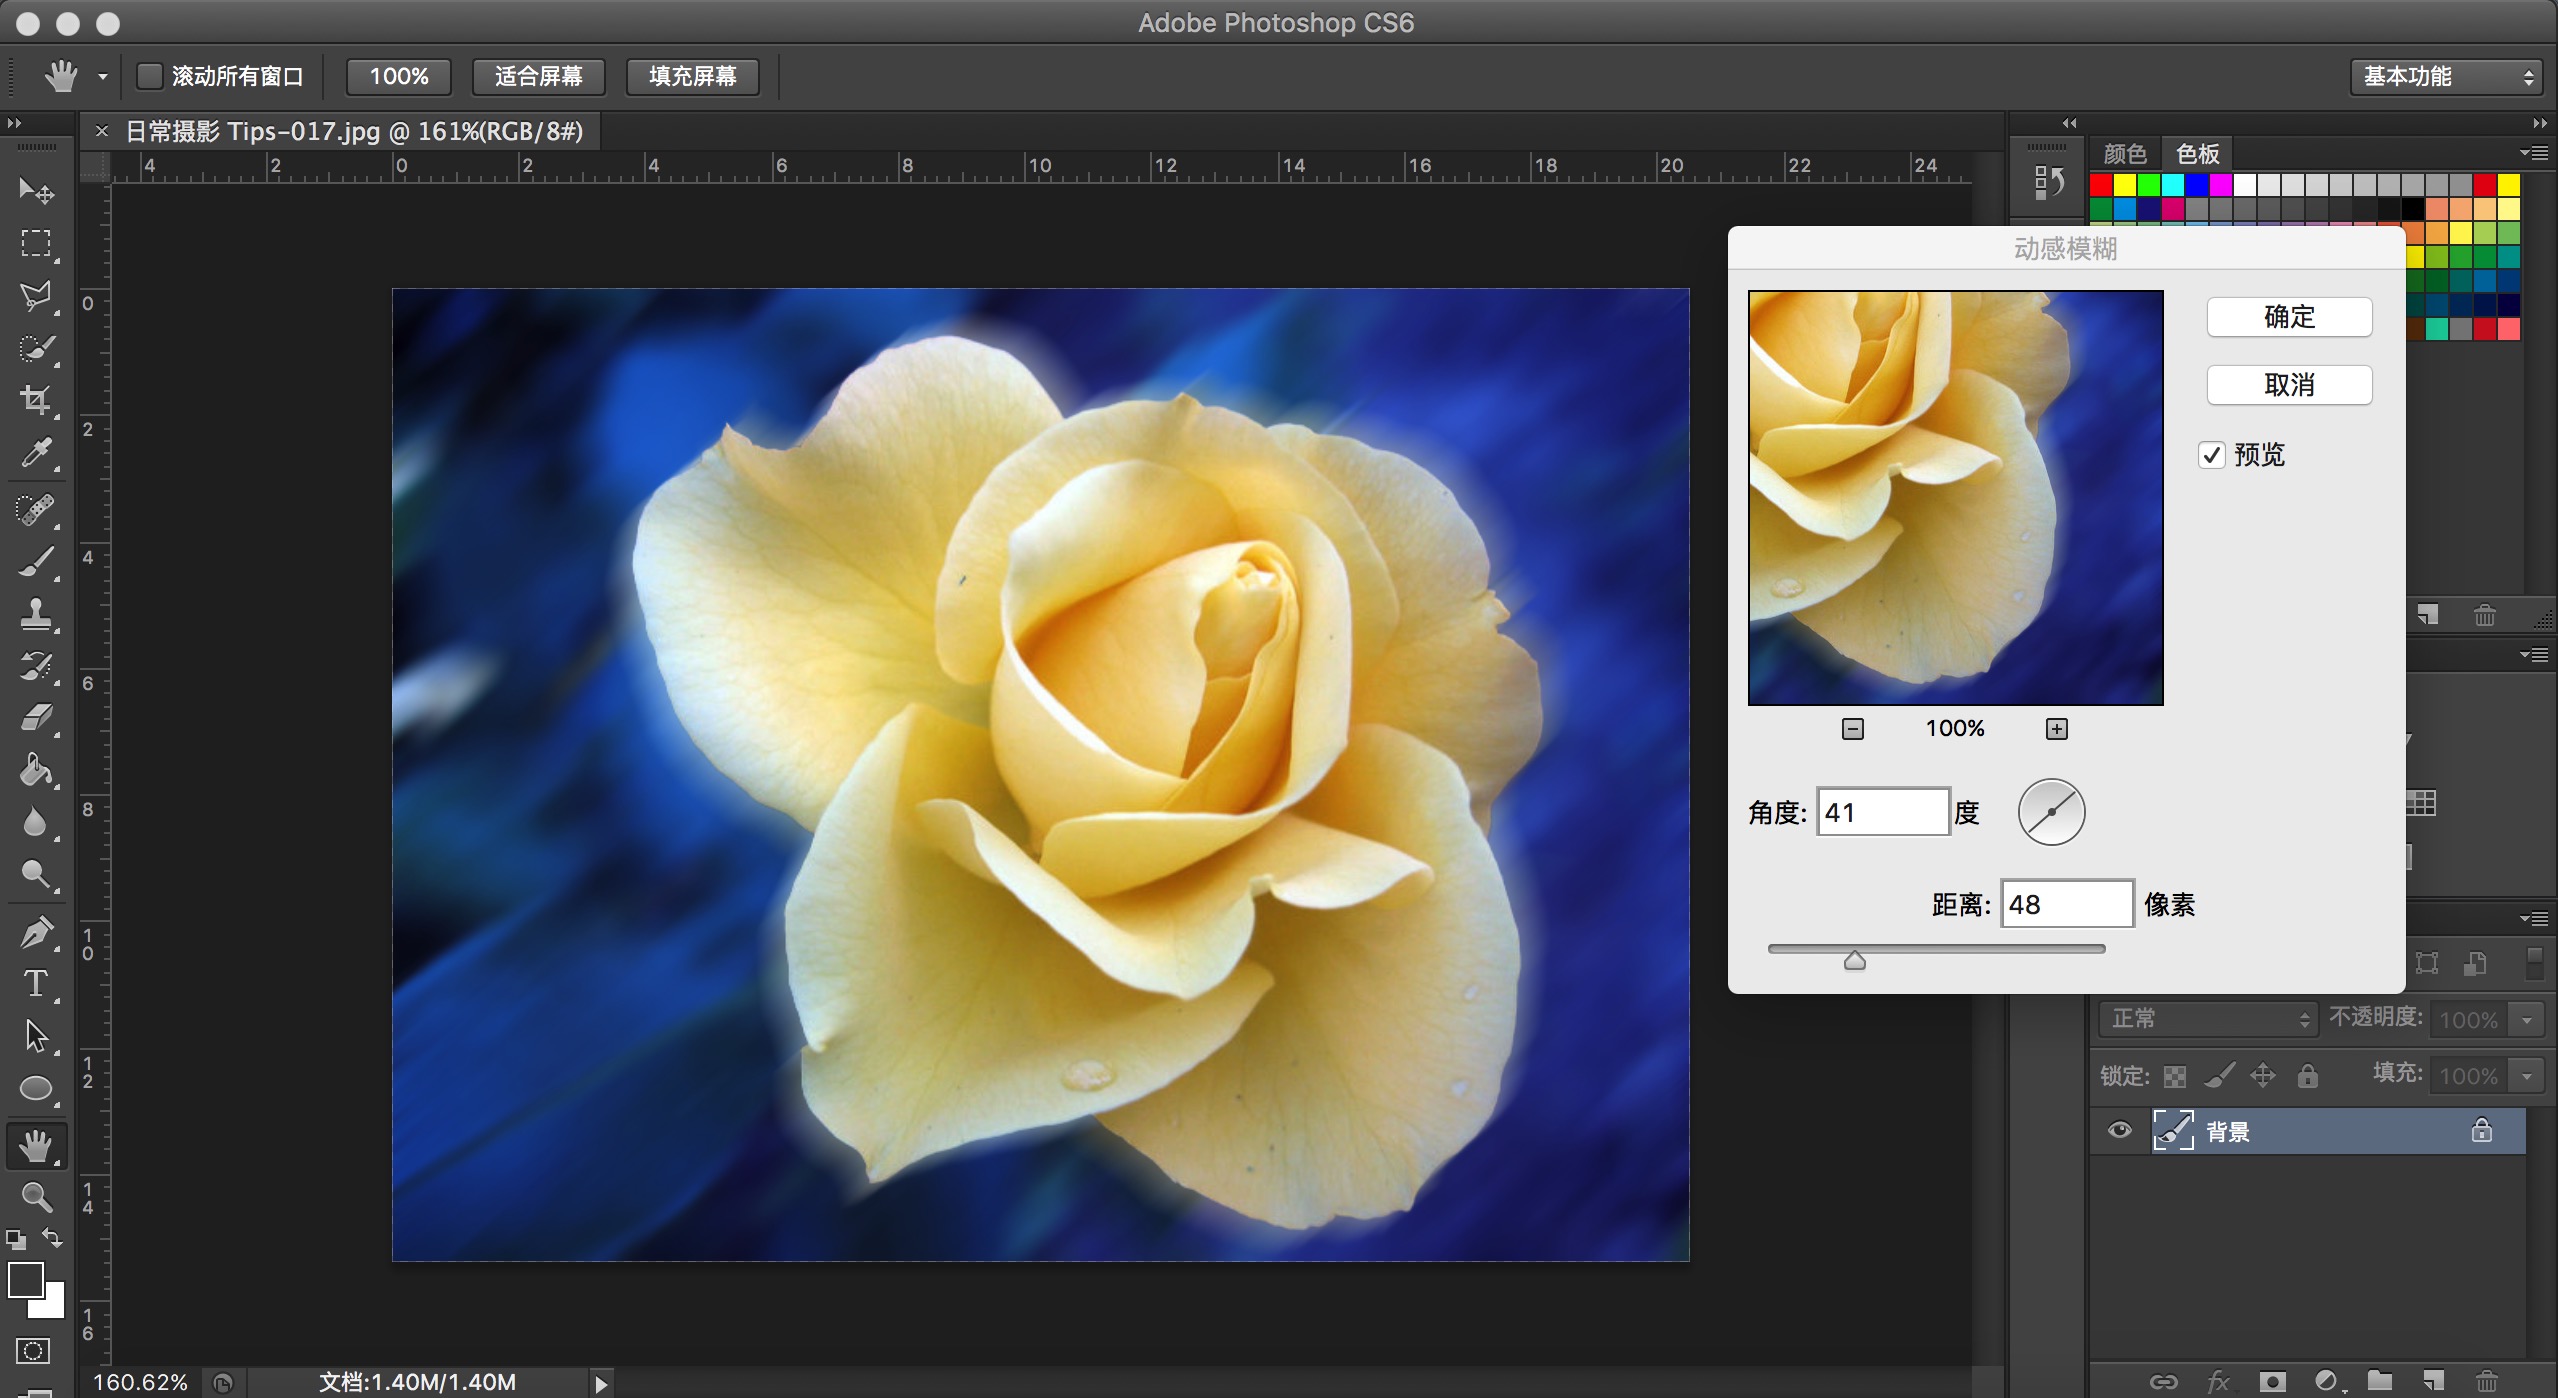 Adobe Photoshop CS6
滚动所有窗口 100% 适合屏幕 填充屏幕 基本功能
× 日常摄影 Tips-017.jpg @ 161%(RGB/8#)
4 2 0 2 4 6 8 10 12 14 16 18 20 22 24
0
2
4
6
8
10
12
14
16
颜色 色板
动感模糊
确定
取消
预览
100%
角度: 41 度
距离: 48 像素
正常 不透明度: 100%
锁定: 填充: 100%
背景
T
fx
160.62% 文档:1.40M/1.40M